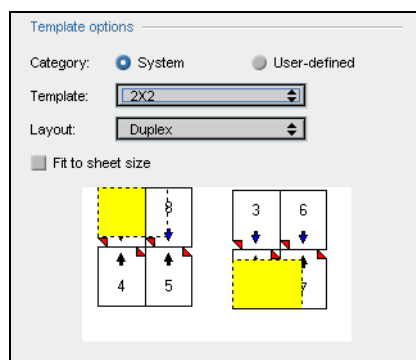 Template options
Category: System User-defined
Template: 2X2
Layout: Duplex
Fit to sheet size
8 3 6
4 5 7